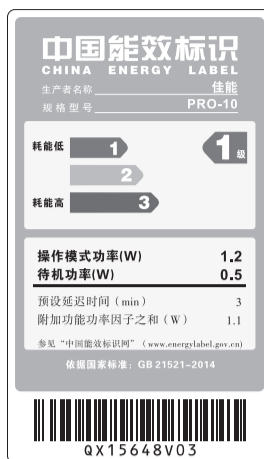 中国能效标识
CHINA ENERGY LABEL
生产者名称 佳能
规格型号 PRO-10
耗能低 1 1级
2
耗能高 3
操作模式功率(W) 1.2
待机功率(W) 0.5
预设延迟时间(min) 3
附加功能功率因子之和(W) 1.1
参见“中国能效标识网”(www.energylabel.gov.cn)
依据国家标准：GB 21521-2014
QX15648V03